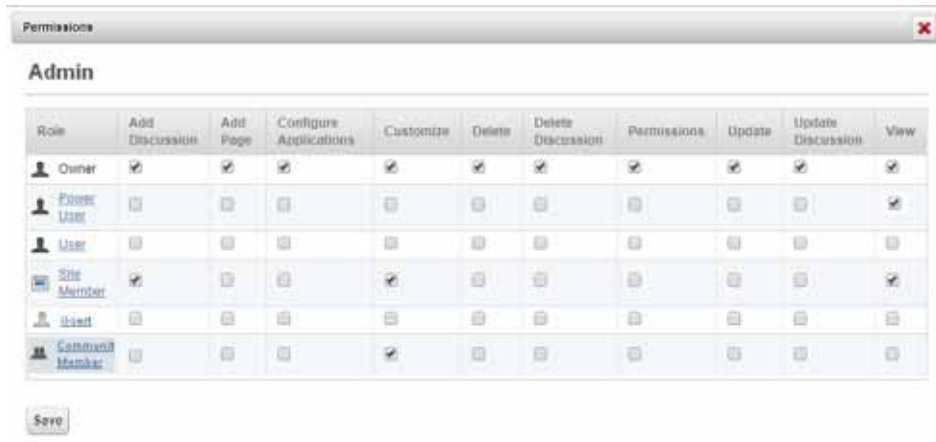 Permissions
Admin
Role
Add
Discussion
Add
Page
Configure
Applications
Customize
Delete
Delete
Discussion
Permissions
Update
Update
Discussion
View
Owner
Power
User
User
Site
Member
Guest
Communit
Member
Save